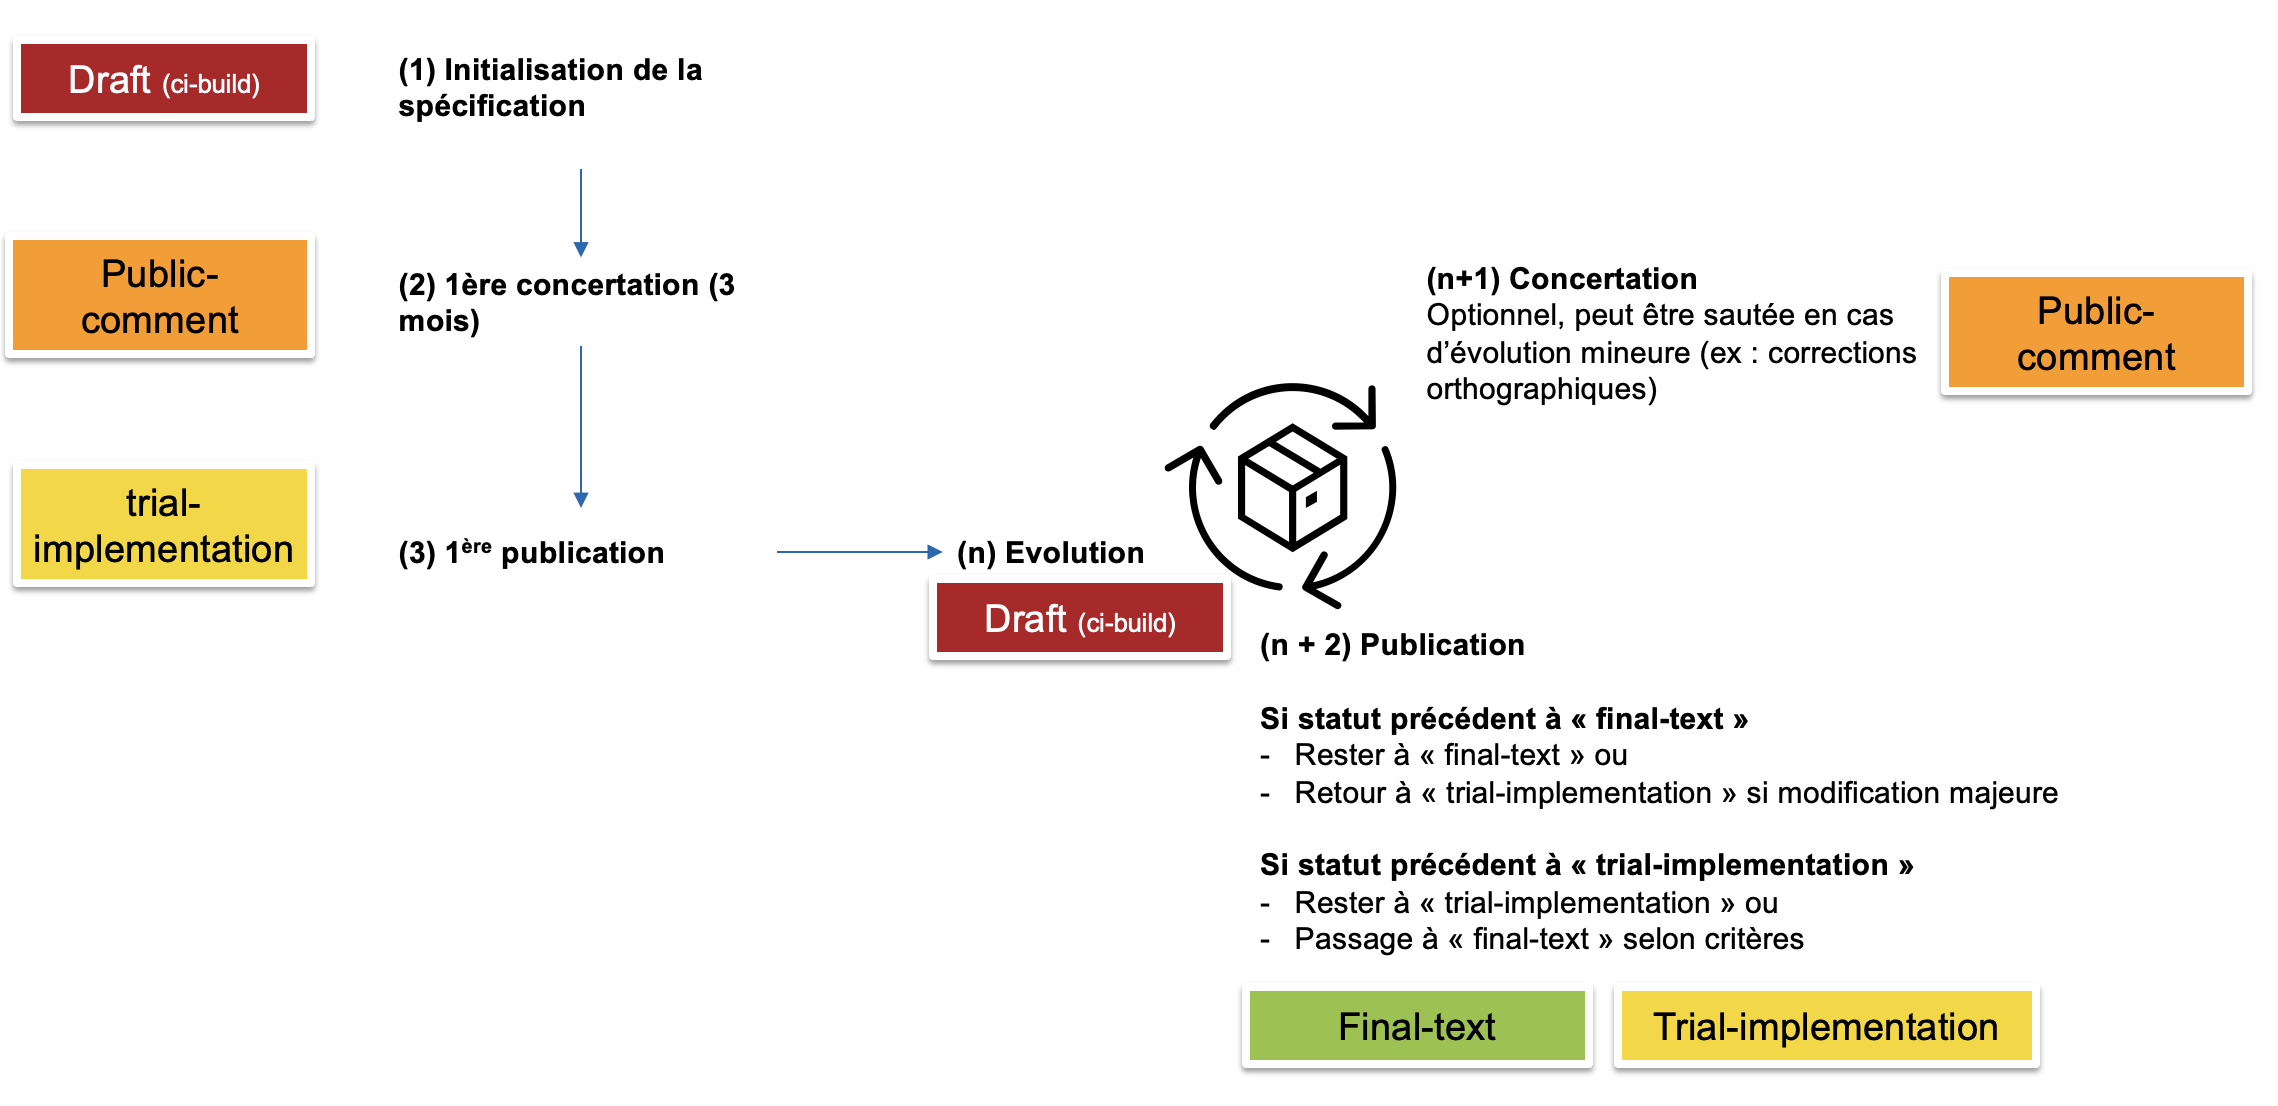 Draft (ci-build)
(1) Initialisation de la
spécification
Public-
comment
(2) 1ère concertation (3
mois)
trial-
implementation
(3) 1ère publication
(n) Evolution
Draft (ci-build)
(n+1) Concertation
Optionnel, peut être sautée en cas
d’évolution mineure (ex : corrections
orthographiques)
Public-
comment
(n + 2) Publication
Si statut précédent à « final-text »
- Rester à « final-text » ou
- Retour à « trial-implementation » si modification majeure
Si statut précédent à « trial-implementation »
- Rester à « trial-implementation » ou
- Passage à « final-text » selon critères
Final-text
Trial-implementation